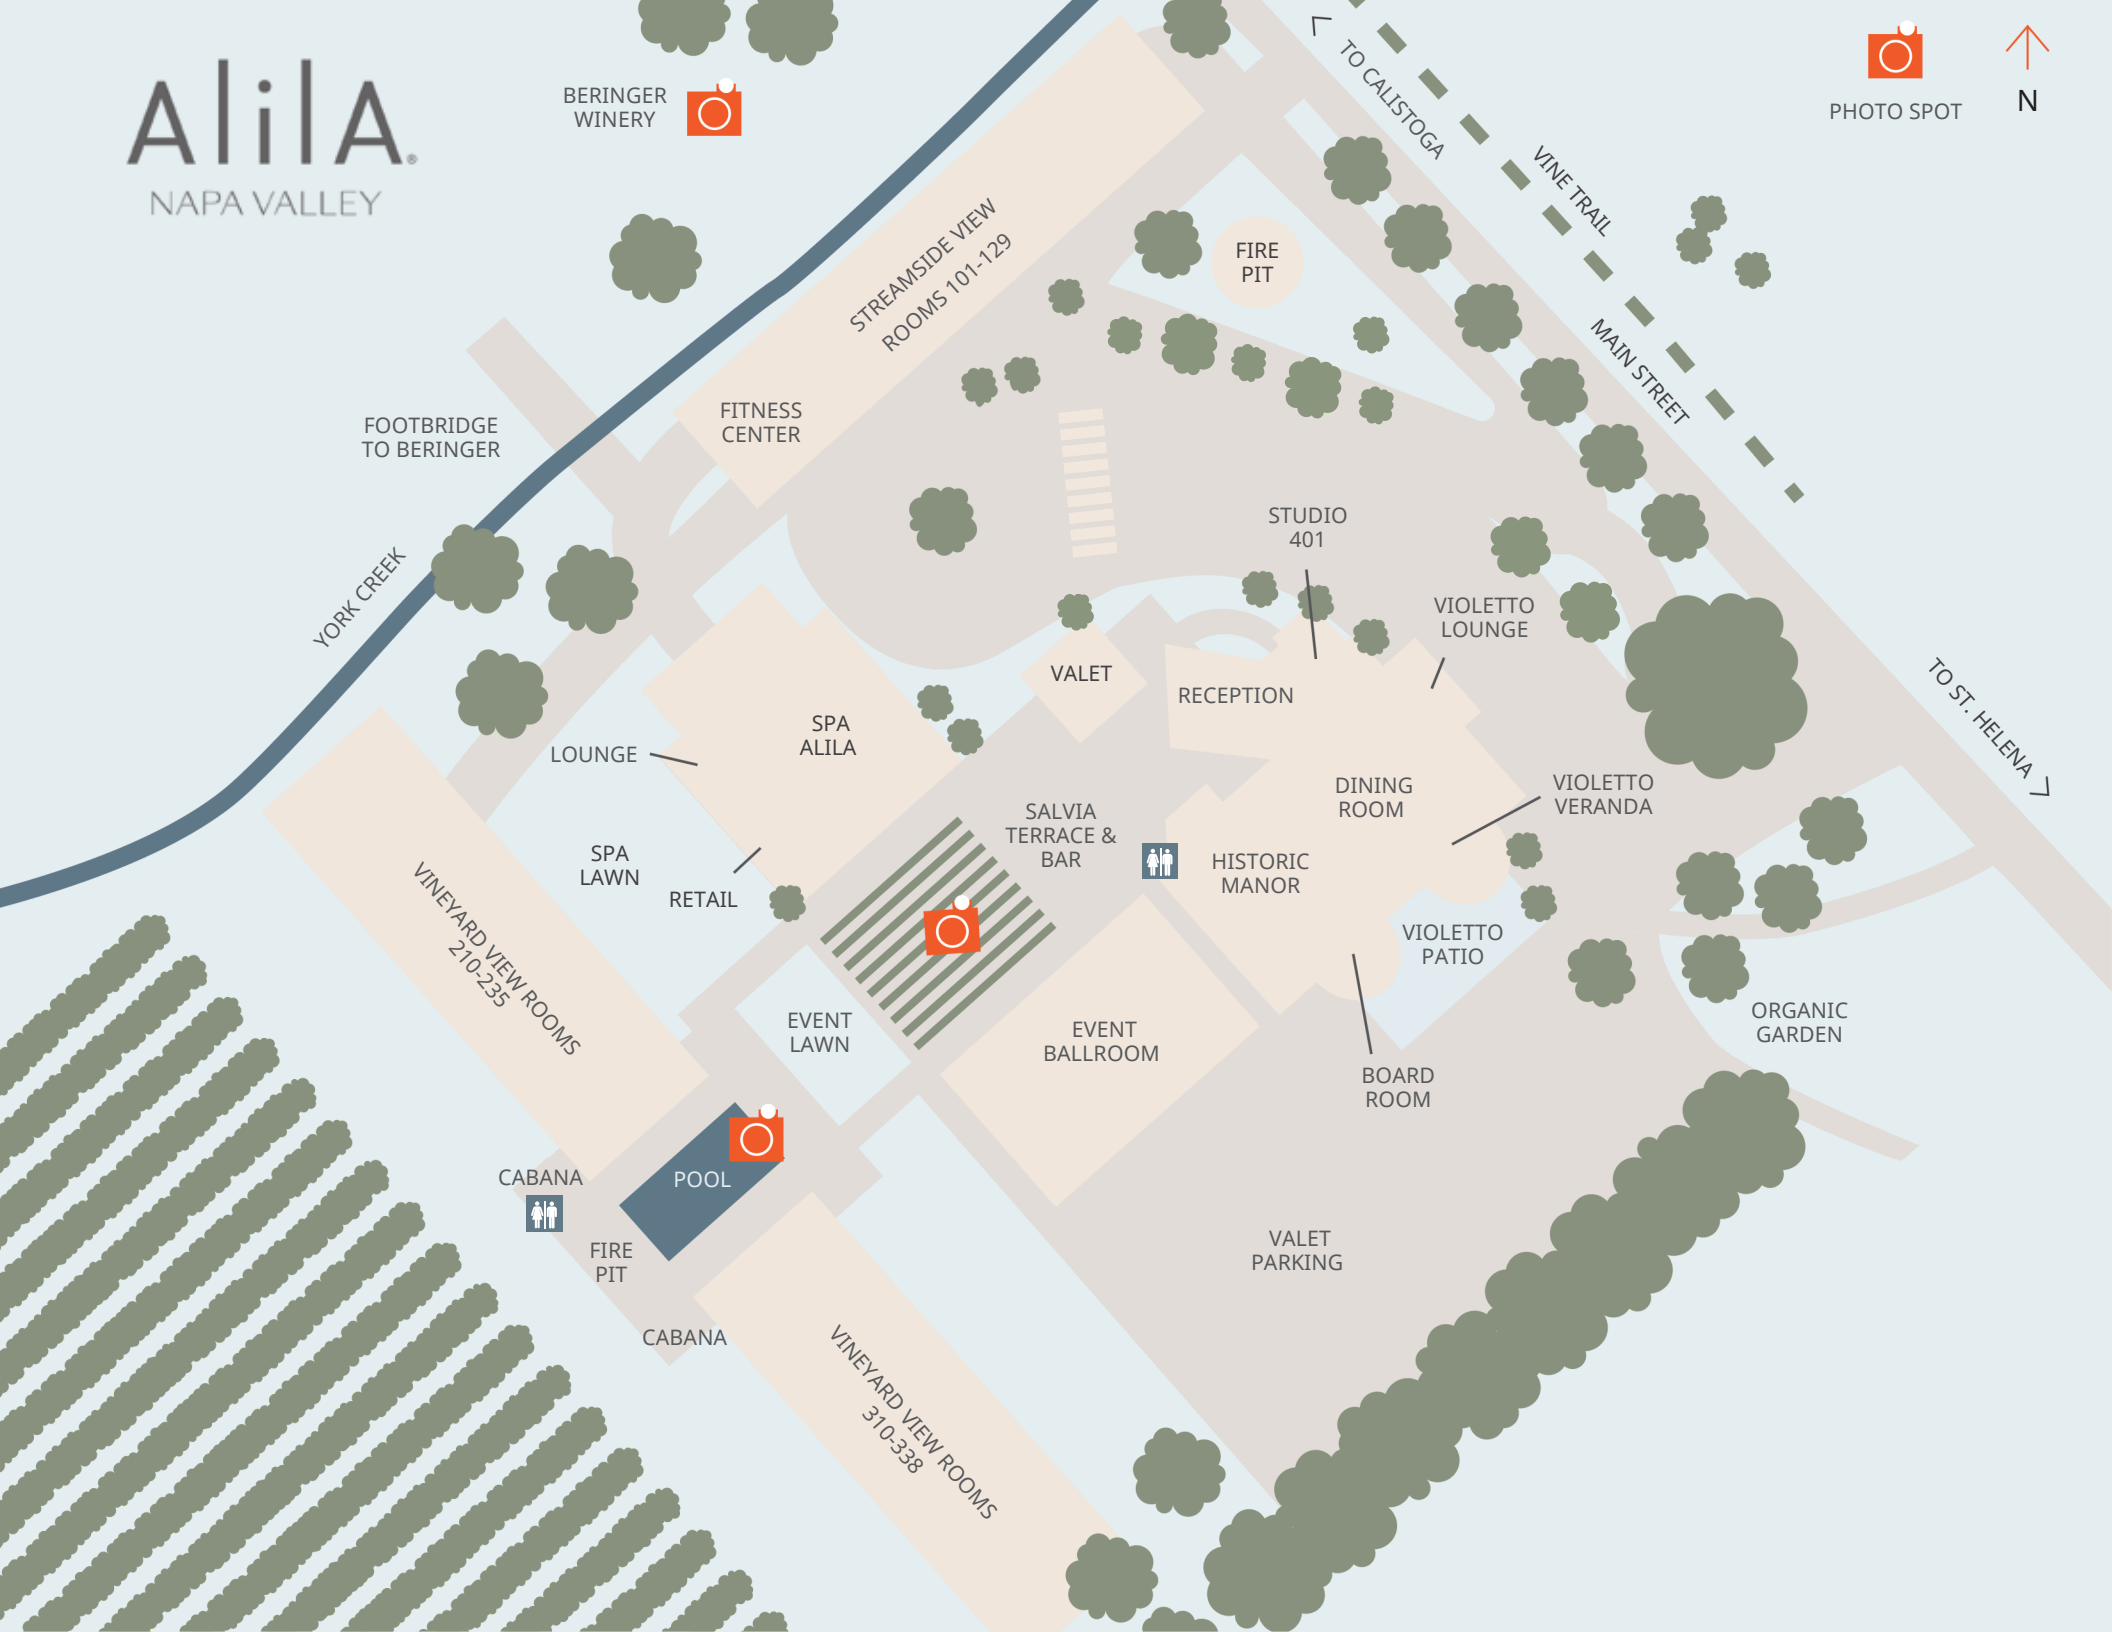 AlilA®
NAPA VALLEY
BERINGER
WINERY
PHOTO SPOT
N
TO CALISTOGA
VINE TRAIL
MAIN STREET
TO ST. HELENA
STREAMSIDE VIEW
ROOMS 101-129
FIRE
PIT
FITNESS
CENTER
FOOTBRIDGE
TO BERINGER
YORK CREEK
STUDIO
401
VIOLETTO
LOUNGE
VALET
RECEPTION
SPA
ALILA
LOUNGE
SPA
LAWN
RETAIL
SALVIA
TERRACE &
BAR
DINING
ROOM
VIOLETTO
VERANDA
HISTORIC
MANOR
VIOLETTO
PATIO
VINEYARD VIEW ROOMS
210-235
EVENT
LAWN
EVENT
BALLROOM
BOARD
ROOM
ORGANIC
GARDEN
CABANA
POOL
FIRE
PIT
CABANA
VALET
PARKING
VINEYARD VIEW ROOMS
310-338